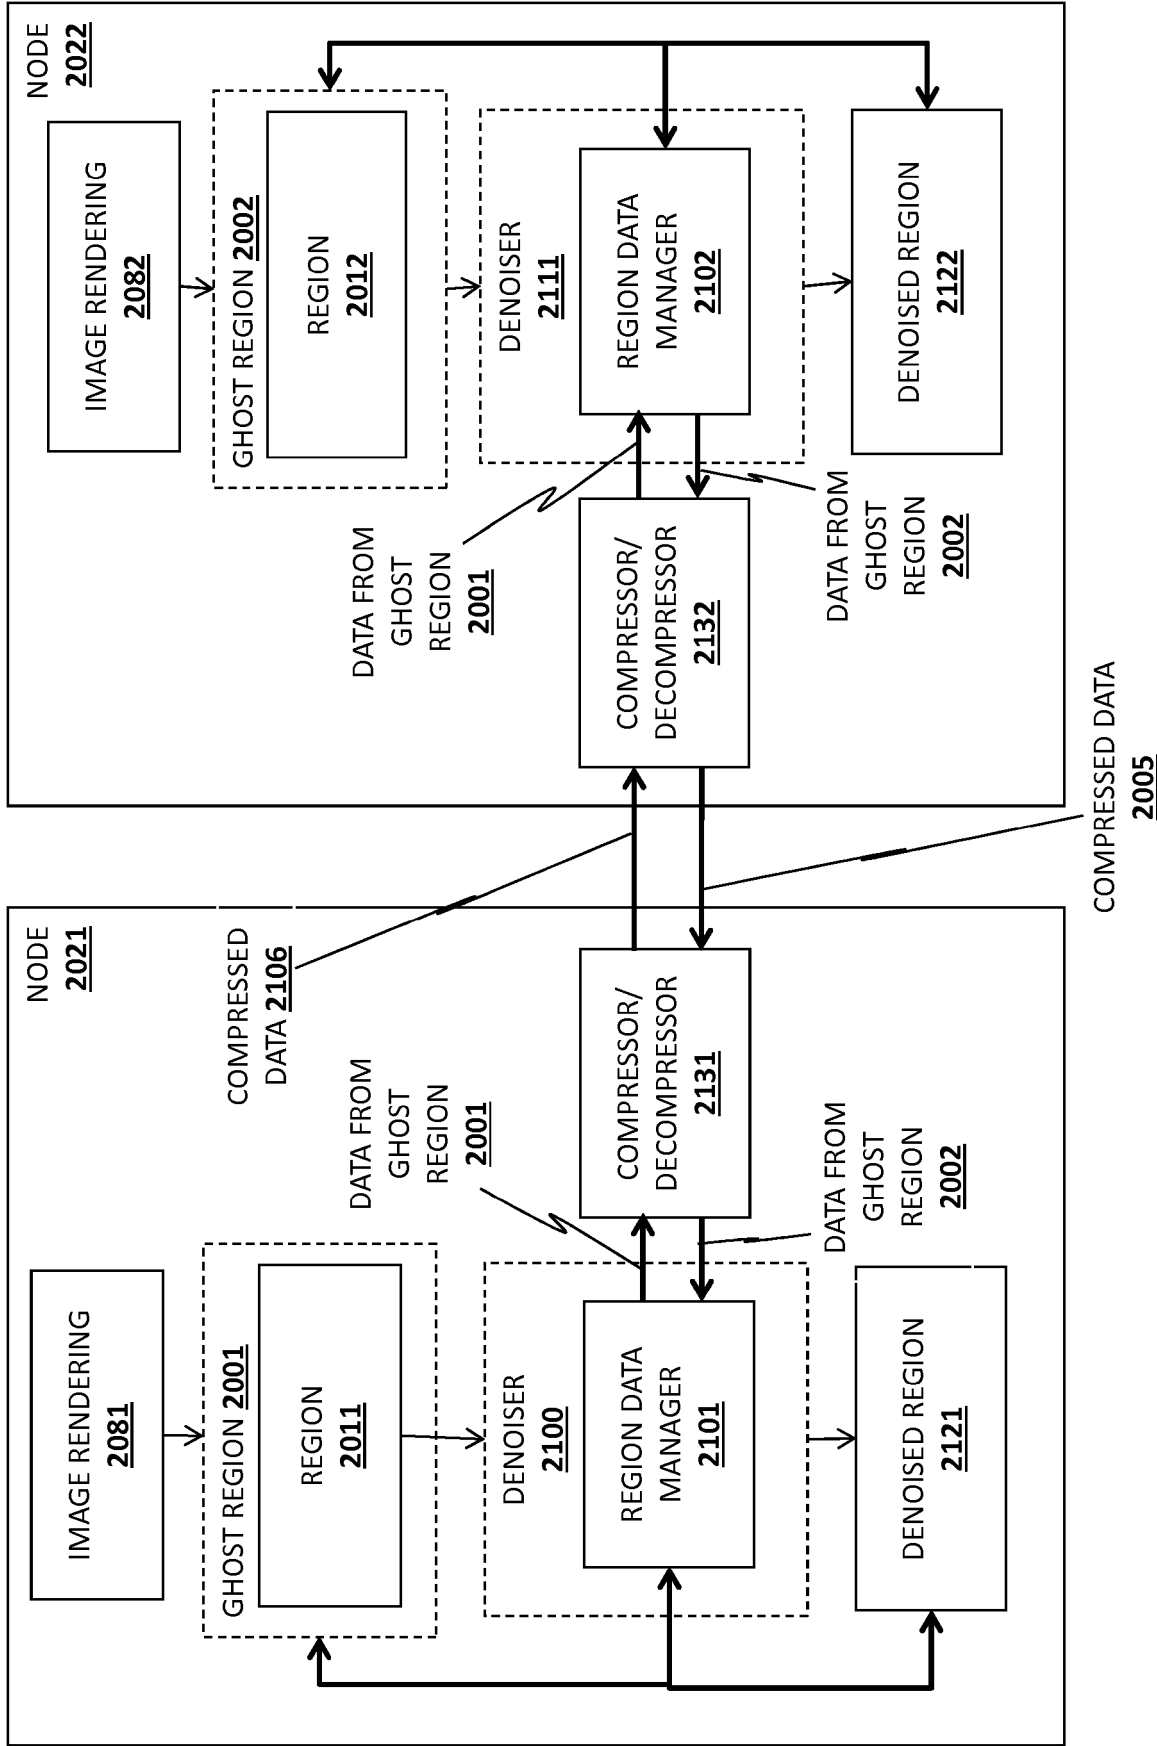 NODE
2021
IMAGE RENDERING
2081
GHOST REGION 2001
REGION
2011
DENOISER
2100
REGION DATA
MANAGER
2101
DENOISED REGION
2121
DATA FROM
GHOST
REGION
2001
DATA FROM
GHOST
REGION
2002
COMPRESSOR/
DECOMPRESSOR
2131
COMPRESSED
DATA 2106
COMPRESSED DATA
2005
NODE
2022
IMAGE RENDERING
2082
GHOST REGION 2002
REGION
2012
DENOISER
2111
REGION DATA
MANAGER
2102
DENOISED REGION
2122
DATA FROM
GHOST
REGION
2001
DATA FROM
GHOST
REGION
2002
COMPRESSOR/
DECOMPRESSOR
2132